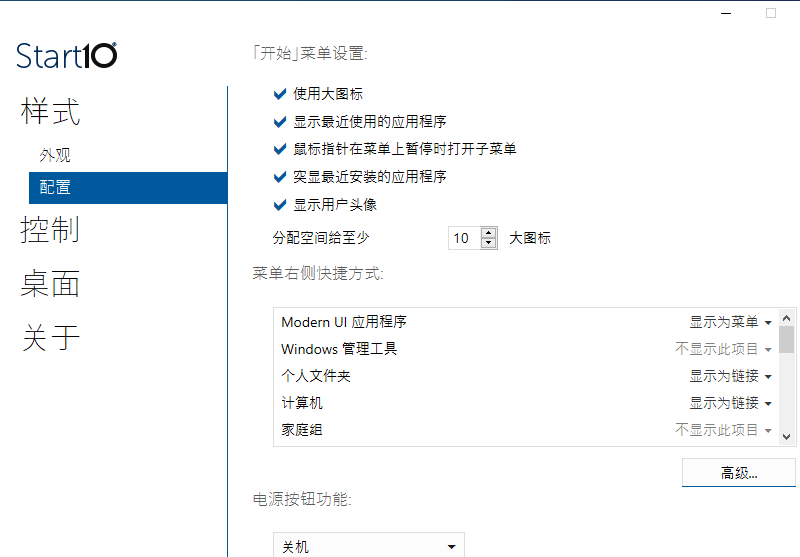 Start10
样式
外观
配置
控制
桌面
关于
「开始」菜单设置:
使用大图标
显示最近使用的应用程序
鼠标指针在菜单上暂停时打开子菜单
突显最近安装的应用程序
显示用户头像
分配空间给至少 10 大图标
菜单右侧快捷方式:
Modern UI 应用程序 显示为菜单
Windows 管理工具 不显示此项目
个人文件夹 显示为链接
计算机 显示为链接
家庭组 不显示此项目
高级...
电源按钮功能:
关机